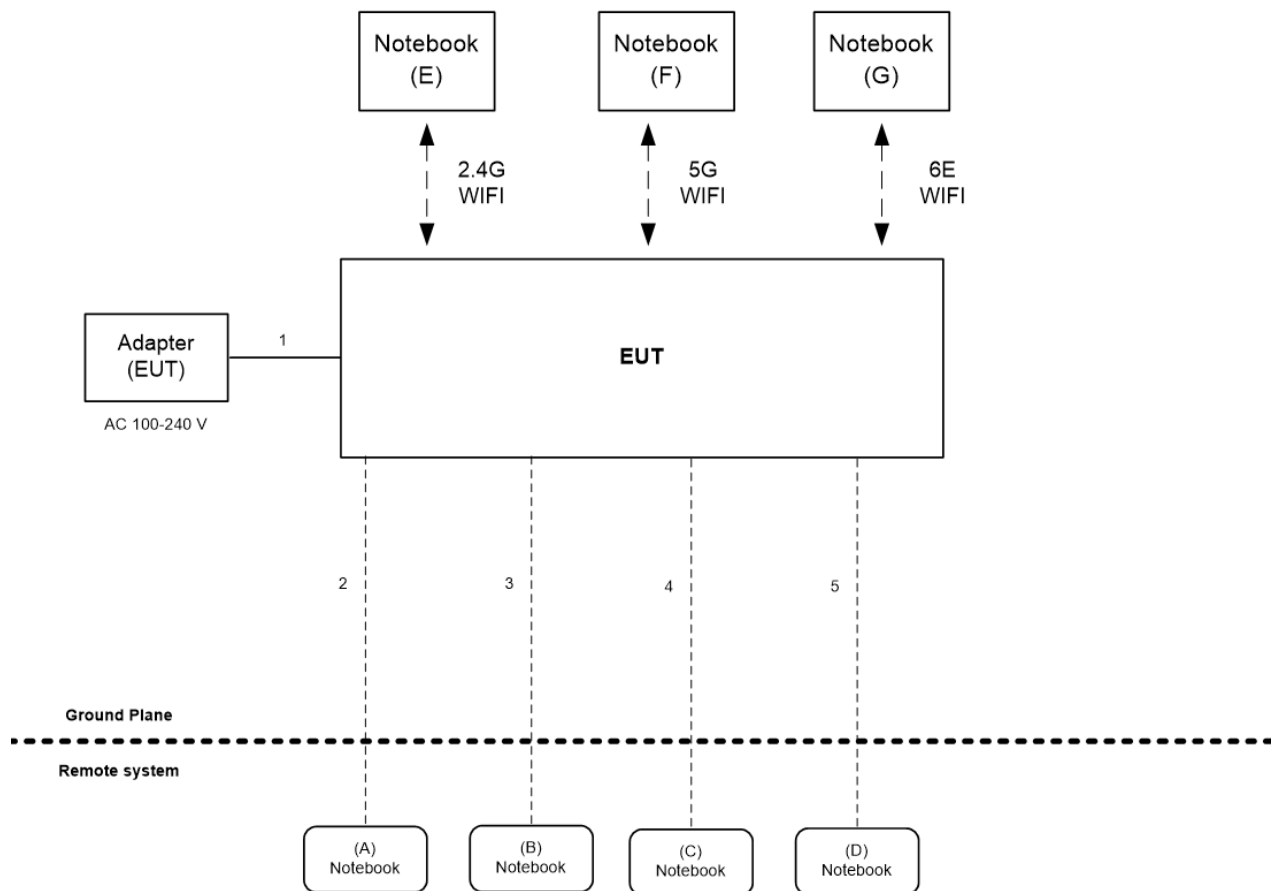 Notebook
(E)
Notebook
(F)
Notebook
(G)
2.4G
WIFI
5G
WIFI
6E
WIFI
Adapter
(EUT)
1
EUT
AC 100-240 V
2
3
4
5
Ground Plane
Remote system
(A)
Notebook
(B)
Notebook
(C)
Notebook
(D)
Notebook